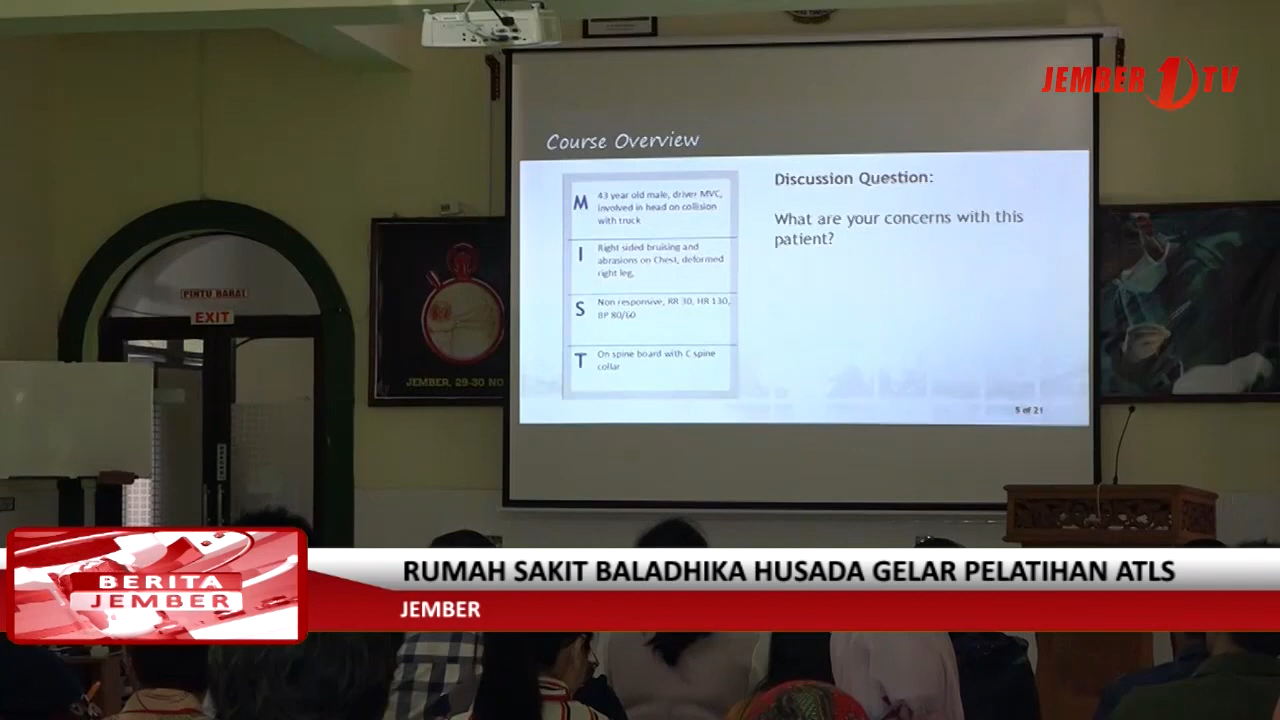 JEMBER 1 TV
Course Overview
M
43 year old male, driver MVC,
involved in head on collision
with truck
I
Right sided bruising and
abrasions on Chest, deformed
right leg,
S
Non responsive, RR 30, HR 130,
BP 80/60
T
On spine board with C spine
collar
Discussion Question:
What are your concerns with this
patient?
5 of 21
PINTU BARAT
EXIT
JEMBER, 29-30 NO
BERITA
JEMBER
RUMAH SAKIT BALADHIKA HUSADA GELAR PELATIHAN ATLS
JEMBER